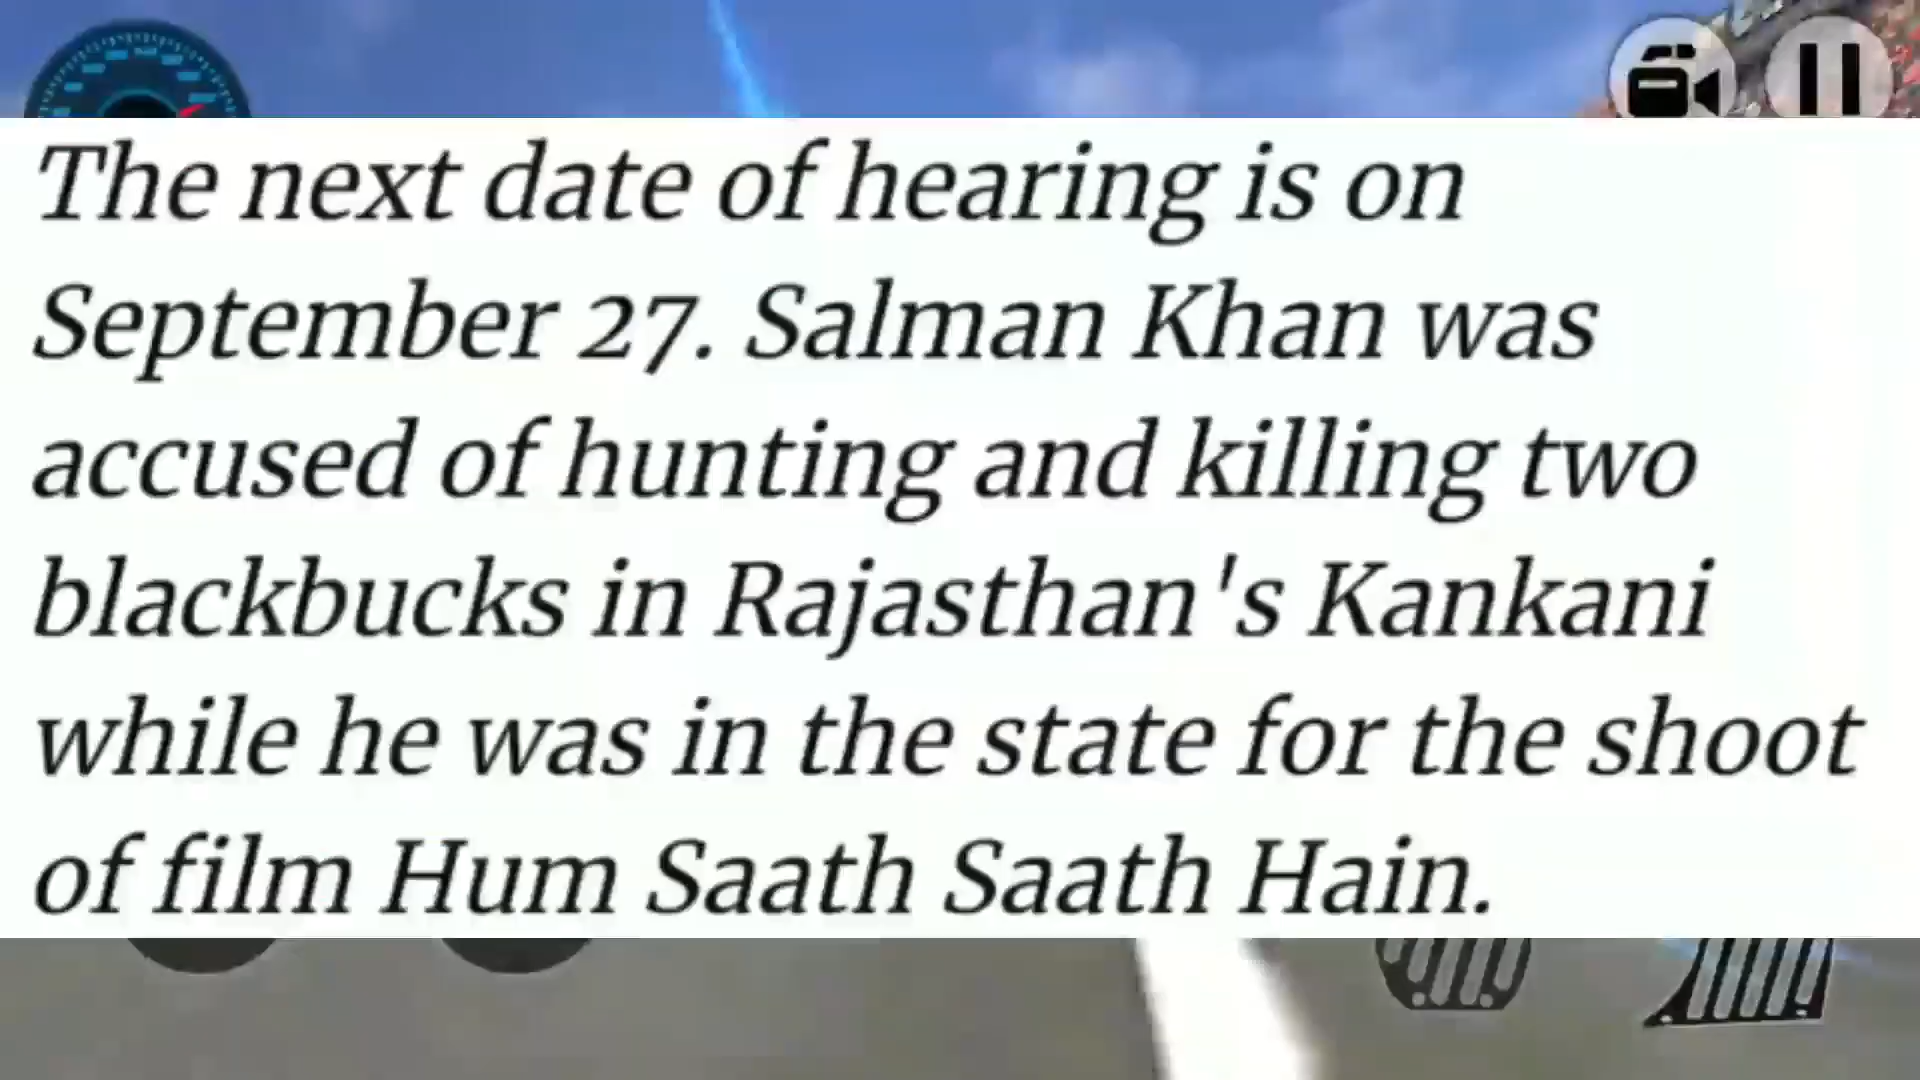 The next date of hearing is on
September 27. Salman Khan was
accused of hunting and killing two
blackbucks in Rajasthan's Kankani
while he was in the state for the shoot
of film Hum Saath Saath Hain.